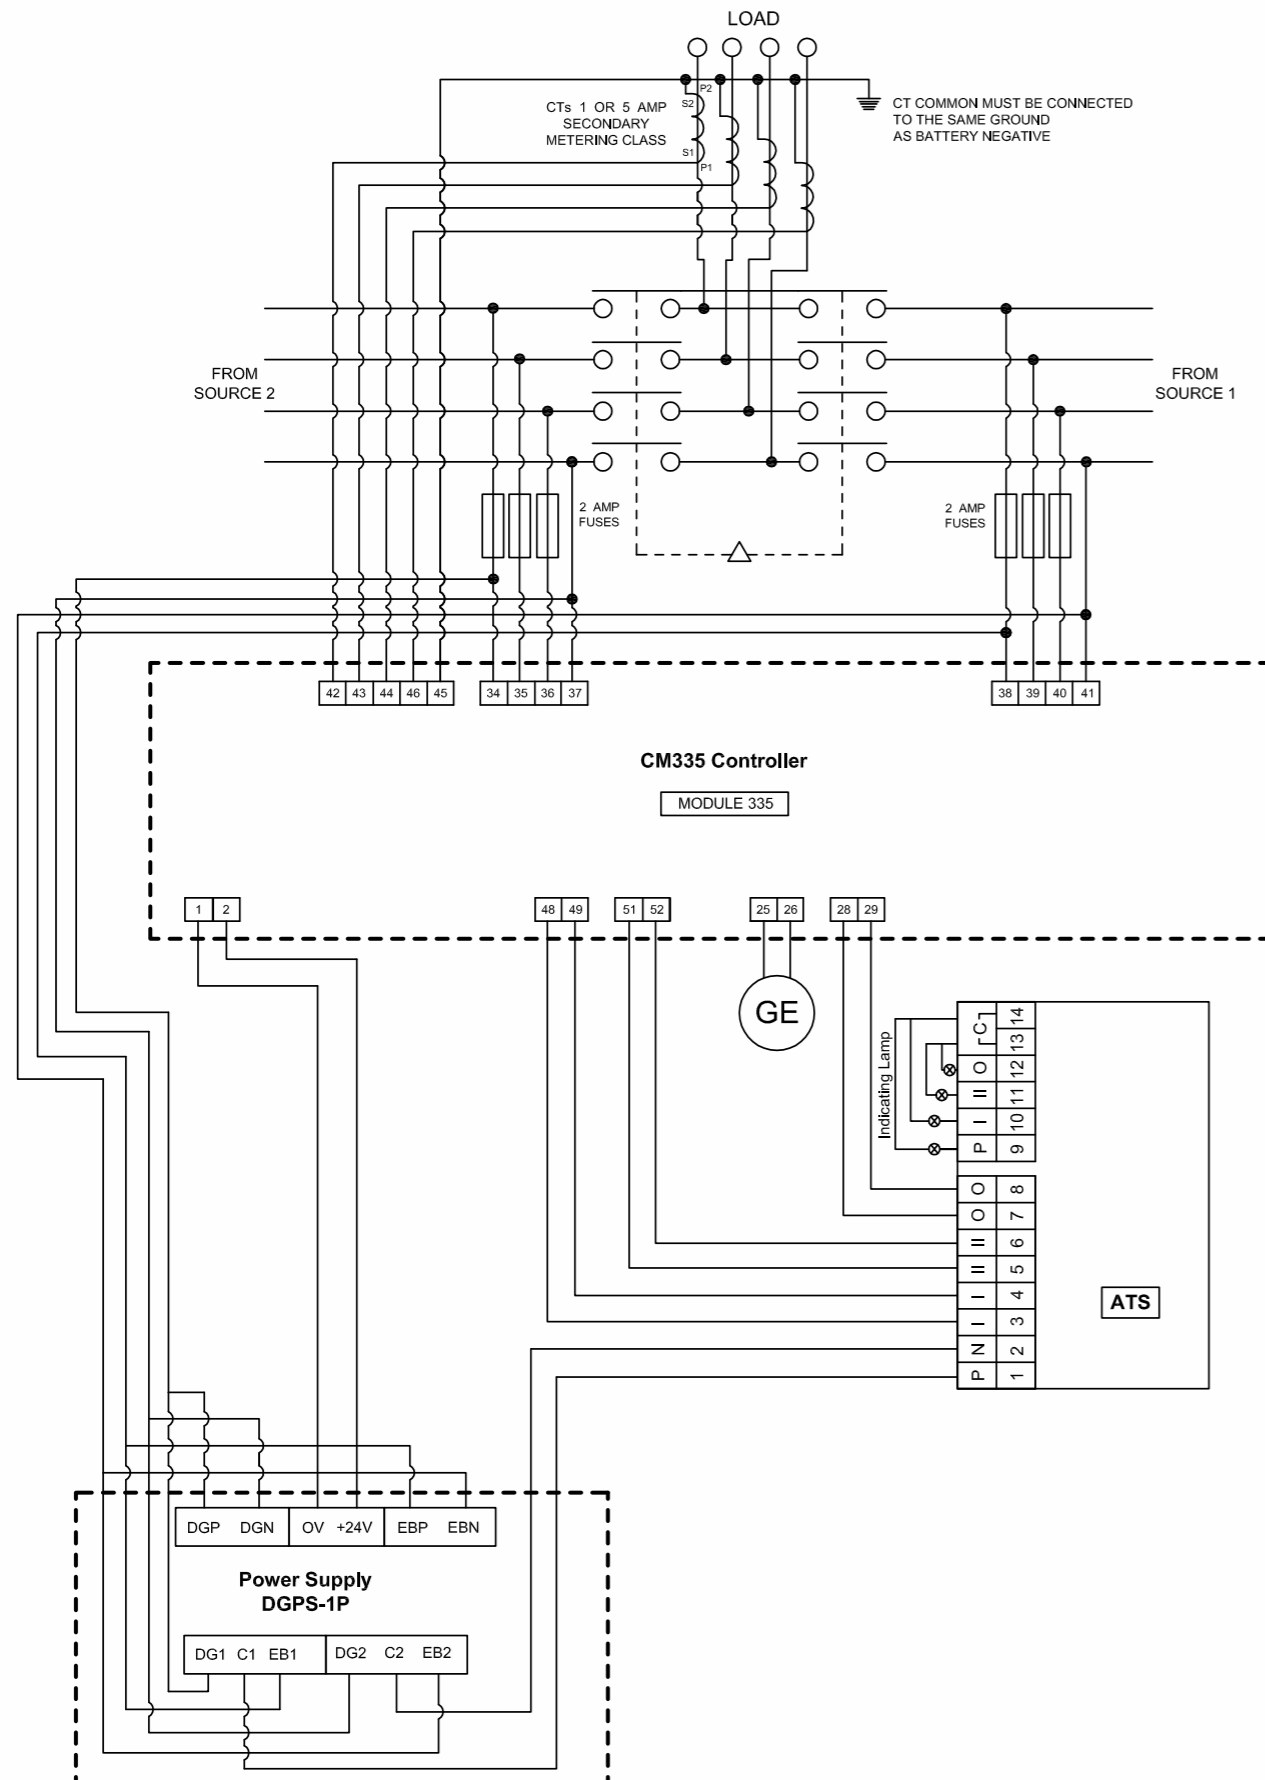 LOAD
P2
S2
CTs 1 OR 5 AMP
SECONDARY
METERING CLASS
S1
P1
CT COMMON MUST BE CONNECTED
TO THE SAME GROUND
AS BATTERY NEGATIVE
FROM
SOURCE 2
FROM
SOURCE 1
2 AMP
FUSES
2 AMP
FUSES
42 43 44 46 45 34 35 36 37 38 39 40 41
CM335 Controller
MODULE 335
1 2 48 49 51 52 25 26 28 29
GE
Indicating Lamp
C 14
13
O 12
II 11
I 10
P 9
O 8
O 7
II 6
II 5
I 4
I 3
N 2
P 1
ATS
DGP DGN OV +24V EBP EBN
Power Supply
DGPS-1P
DG1 C1 EB1 DG2 C2 EB2